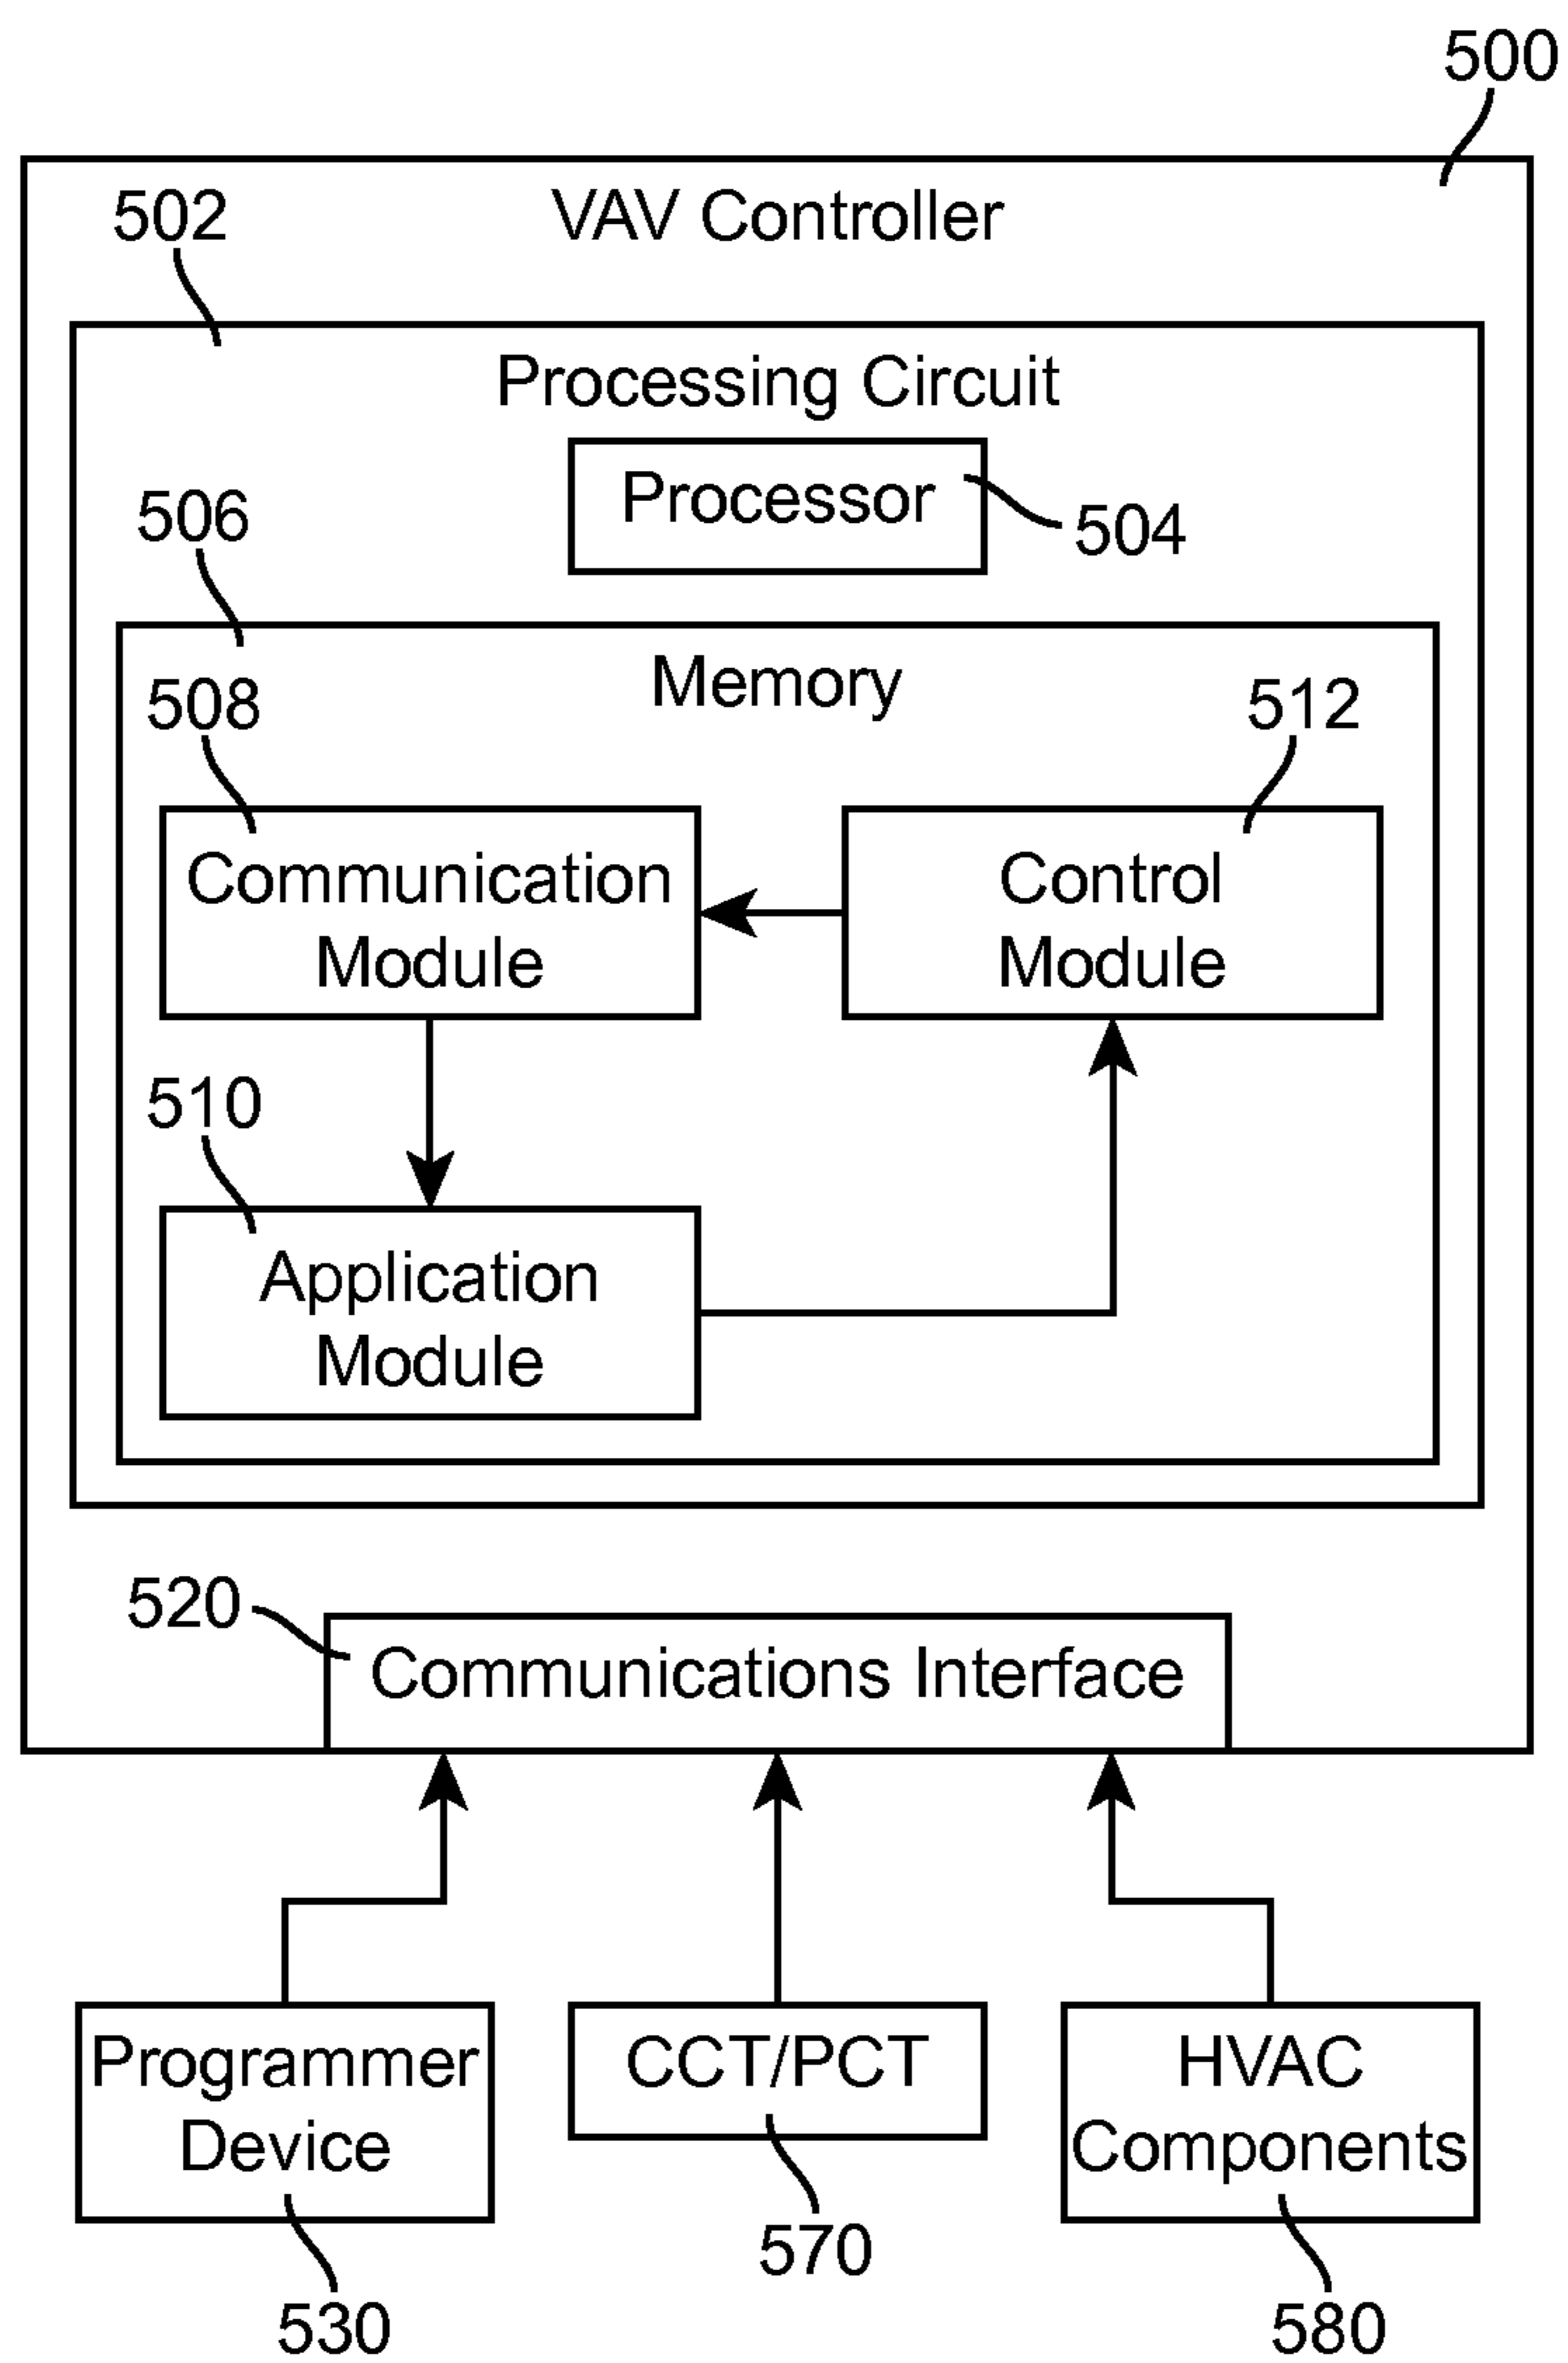 500
502
VAV Controller
Processing Circuit
Processor
504
506
Memory
508
512
Communication
Module
Control
Module
510
Application
Module
520
Communications Interface
Programmer
Device
CCT/PCT
HVAC
Components
530
570
580